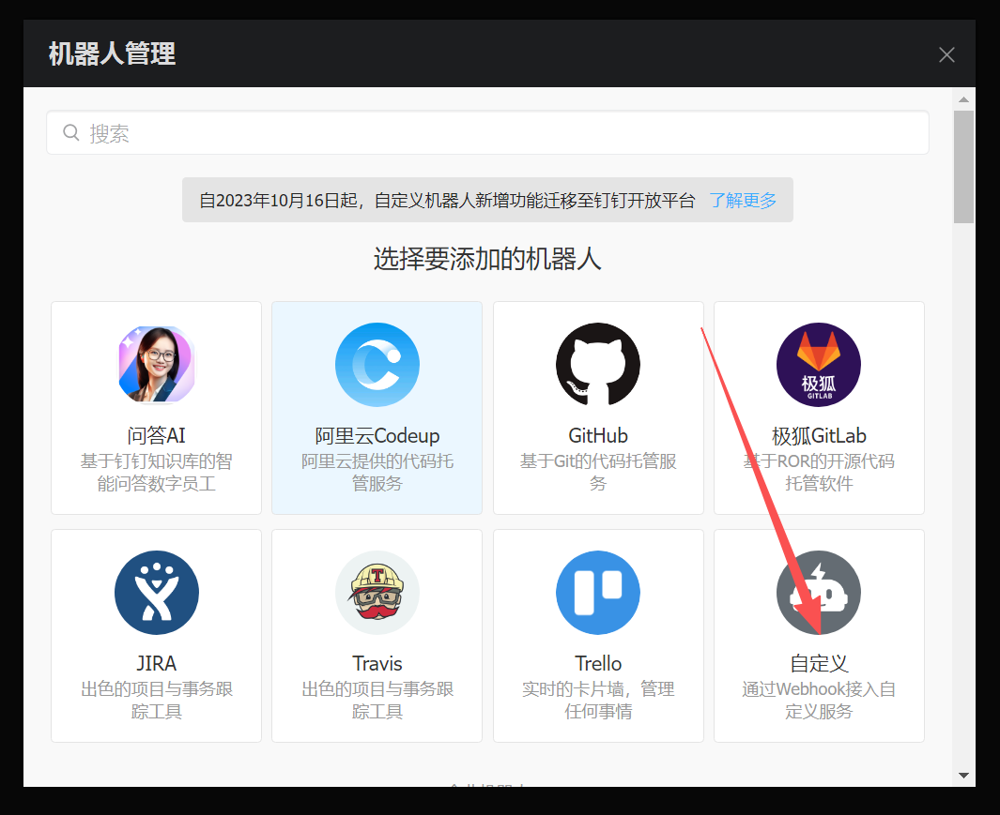 机器人管理
搜索
自2023年10月16日起，自定义机器人新增功能迁移至钉钉开放平台 了解更多
选择要添加的机器人
问答AI
基于钉钉知识库的智
能问答数字员工
阿里云Codeup
阿里云提供的代码托
管服务
GitHub
基于Git的代码托管服
务
极狐
GITLAB
极狐GitLab
基于ROR的开源代码
托管软件
JIRA
出色的项目与事务跟
踪工具
T
Travis
出色的项目与事务跟
踪工具
Trello
实时的卡片墙，管理
任何事情
自定义
通过Webhook接入自
定义服务